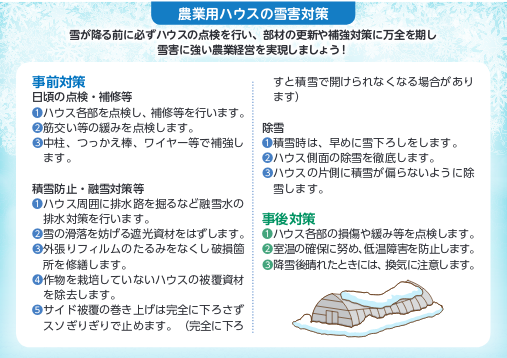 農業用ハウスの雪害対策
雪が降る前に必ずハウスの点検を行い、部材の更新や補強対策に万全を期し
雪害に強い農業経営を実現しましょう！
事前対策
日頃の点検・補修等
❶ハウス各部を点検し、補修等を行います。
❷筋交い等の緩みを点検します。
❸中柱、つっかえ棒、ワイヤー等で補強し
ます。
積雪防止・融雪対策等
❶ハウス周囲に排水路を掘るなど融雪水の
排水対策を行います。
❷雪の滑落を妨げる遮光資材をはずします。
❸外張りフィルムのたるみをなくし破損箇
所を修繕します。
❹作物を栽培していないハウスの被覆資材
を除去します。
❺サイド被覆の巻き上げは完全に下ろさず
スソぎりぎりで止めます。（完全に下ろ
すと積雪で開けられなくなる場合があり
ます）
除雪
❶積雪時は、早めに雪下ろしをします。
❷ハウス側面の除雪を徹底します。
❸ハウスの片側に積雪が偏らないように除
雪します。
事後対策
❶ハウス各部の損傷や緩み等を点検します。
❷室温の確保に努め、低温障害を防止します。
❸降雪後晴れたときには、換気に注意します。